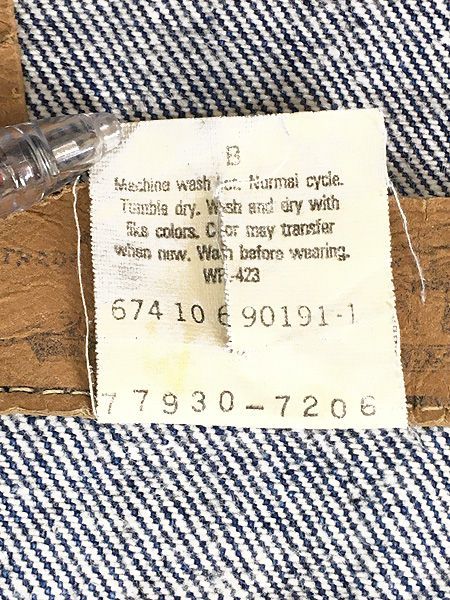 B
Machine wash hot. Normal cycle.
Tumble dry. Wash and dry with
like colors. Color may transfer
when new. Wash before wearing.
-423
674 10 6 90191-1
77930-7206
TRAD